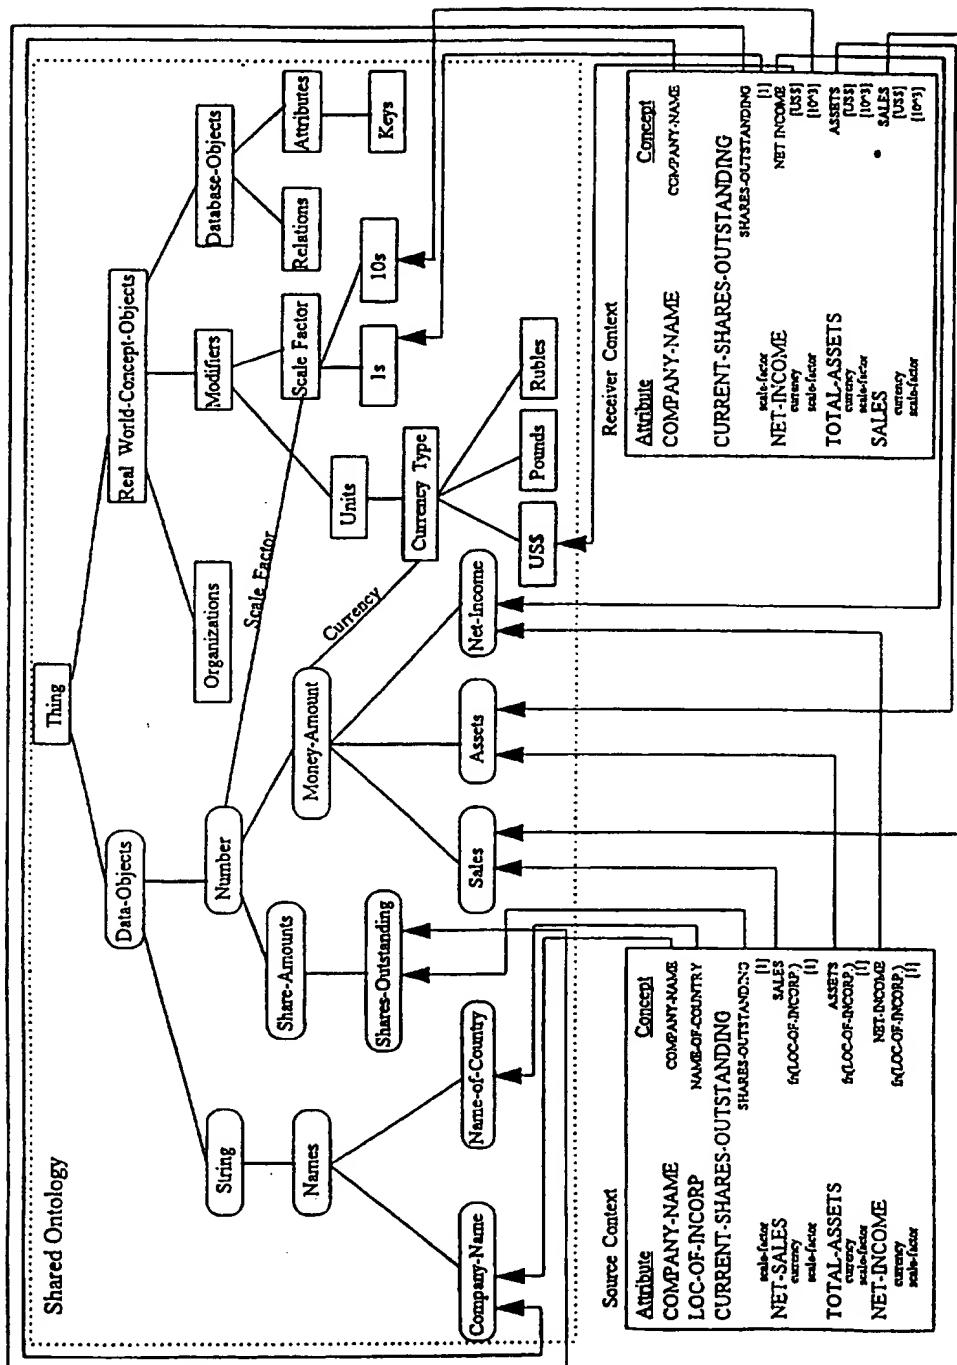 Shared Ontology
Thing
Data-Objects
Real World-Concept-Objects
String
Number
Organizations
Modifiers
Database-Objects
Scale Factor
Names
Share-Amounts
Money-Amount
Units
Scale Factor
Relations
Attributes
Currency
Shares-Outstanding
Currency Type
1s
10s
Keys
Company-Name
Name-of-Country
Sales
Assets
Net-Income
US$
Pounds
Rubles
Source Context
Attribute Concept
COMPANY-NAME COMPANY-NAME
LOC-OF-INCORP NAME-OF-COUNTRY
CURRENT-SHARES-OUTSTANDING
SHARES-OUTSTANDING
scale-factor [1]
NET-SALES SALES
currency fn(LOC-OF-INCORP.)
scale-factor [1]
TOTAL-ASSETS ASSETS
currency fn(LOC-OF-INCORP.)
scale-factor [1]
NET-INCOME NET-INCOME
currency fn(LOC-OF-INCORP.)
scale-factor [1]
Receiver Context
Attribute Concept
COMPANY-NAME COMPANY-NAME
CURRENT-SHARES-OUTSTANDING
SHARES-OUTSTANDING
scale-factor [1]
NET-INCOME NET INCOME
currency [US$]
scale-factor [10^3]
TOTAL-ASSETS ASSETS
currency [US$]
scale-factor [10^3]
SALES SALES
currency [US$]
scale-factor [10^3]